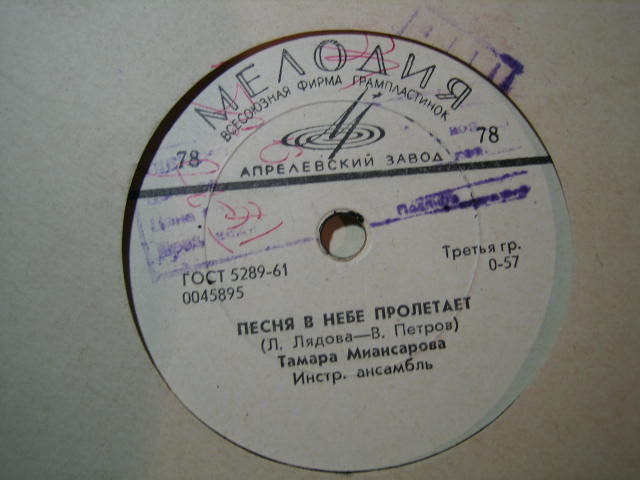 МЕЛОДИЯ
ВСЕСОЮЗНАЯ ФИРМА ГРАМПЛАСТИНОК
78
78
АПРЕЛЕВСКИЙ ЗАВОД
Цена
ГОСТ 5289-61
0045895
Третья гр.
0-57
ПЕСНЯ В НЕБЕ ПРОЛЕТАЕТ
(Л. Лядова—В. Петров)
Тамара Миансарова
Инстр. ансамбль